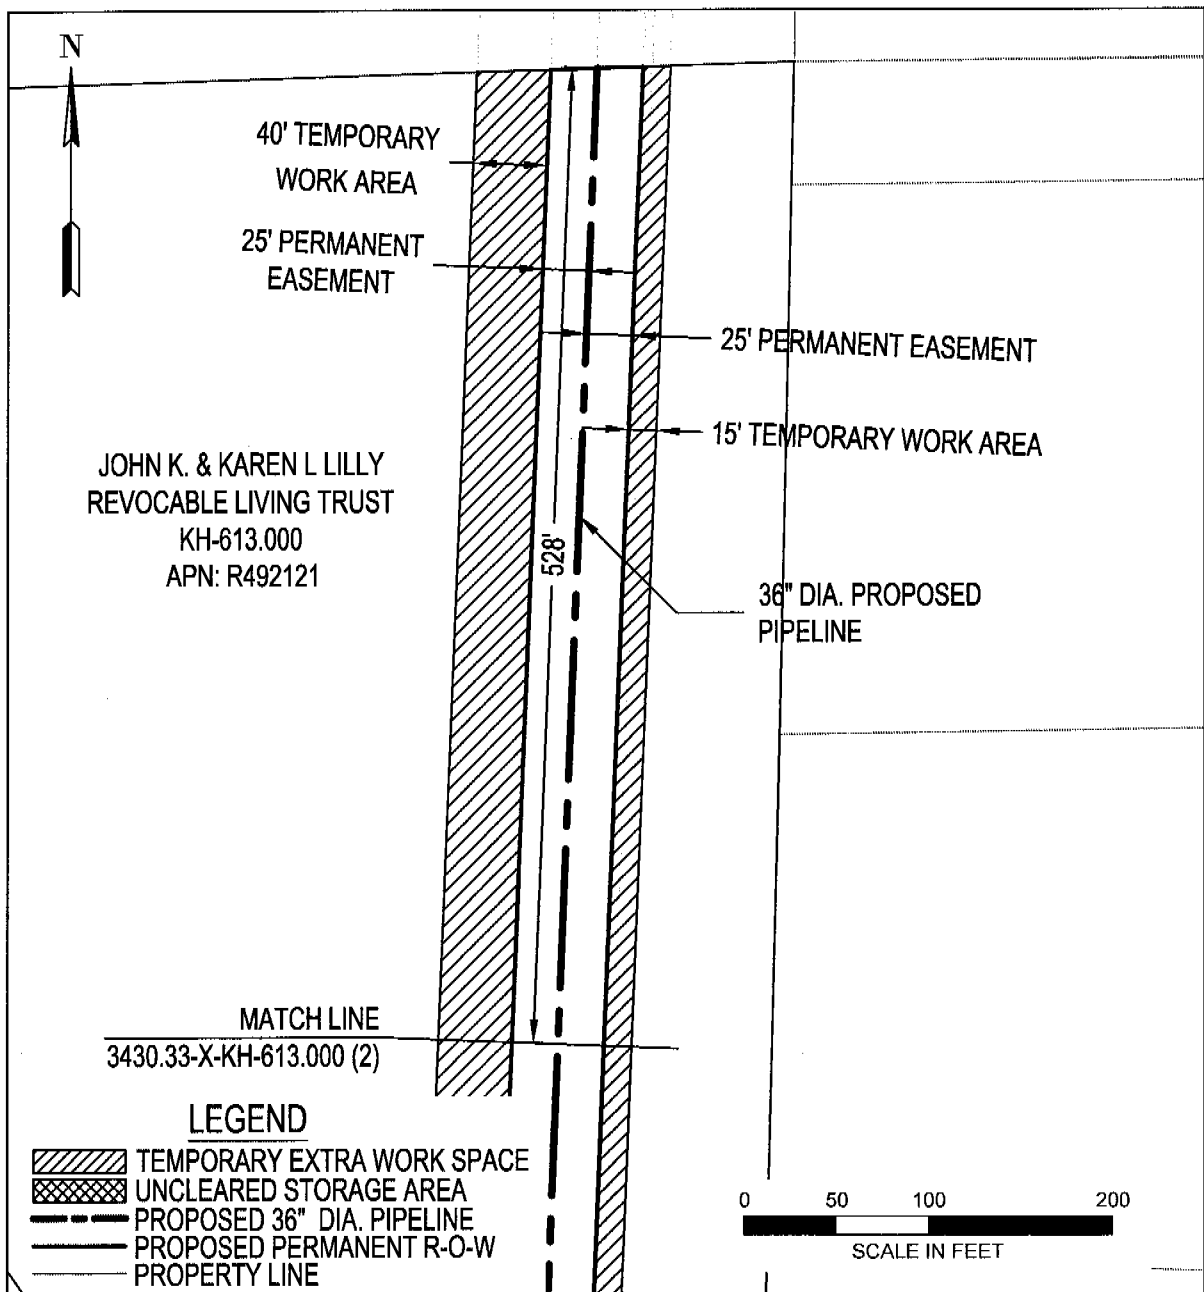 N
40' TEMPORARY
WORK AREA
25' PERMANENT
EASEMENT
25' PERMANENT EASEMENT
15' TEMPORARY WORK AREA
JOHN K. & KAREN L LILLY
REVOCABLE LIVING TRUST
KH-613.000
APN: R492121
528'
36" DIA. PROPOSED
PIPELINE
MATCH LINE
3430.33-X-KH-613.000 (2)
LEGEND
TEMPORARY EXTRA WORK SPACE
UNCLEARED STORAGE AREA
PROPOSED 36" DIA. PIPELINE
PROPOSED PERMANENT R-O-W
PROPERTY LINE
0 50 100 200
SCALE IN FEET